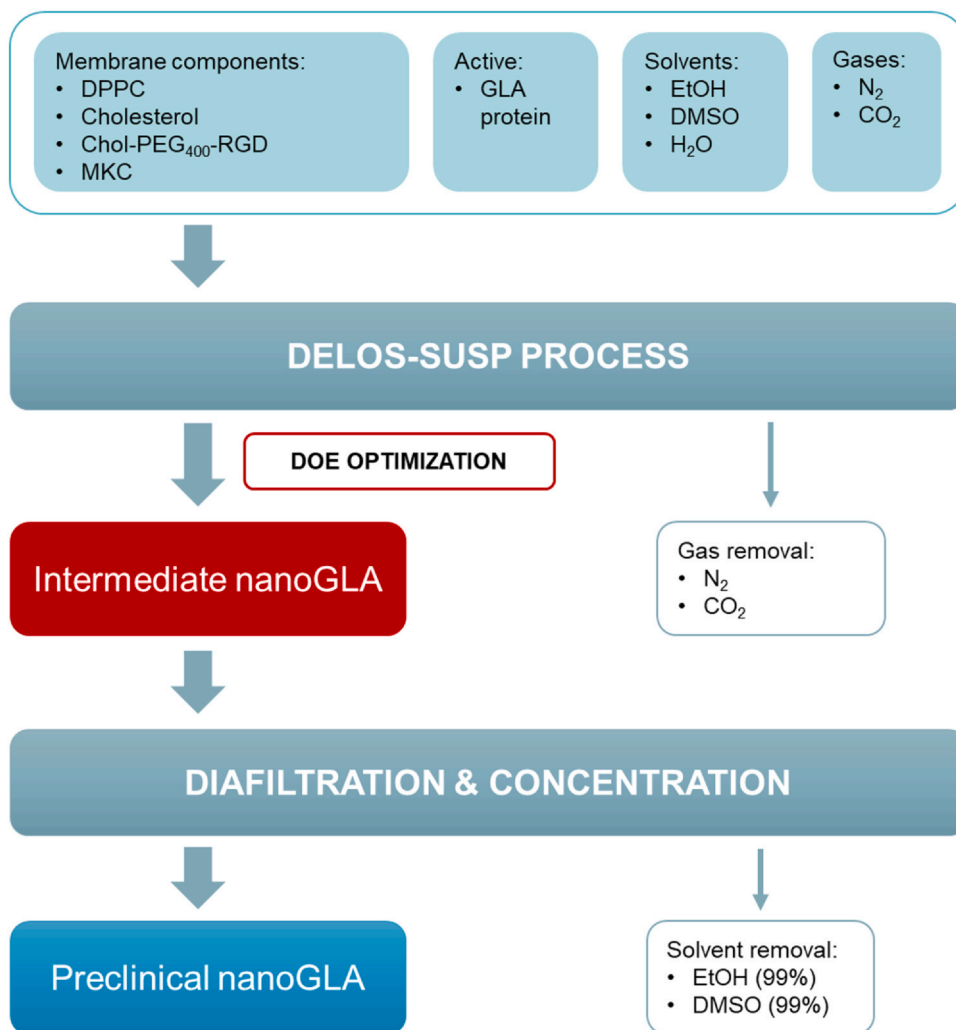 Membrane components:
• DPPC
• Cholesterol
• Chol-PEG₄₀₀-RGD
• MKC
Active:
• GLA
protein
Solvents:
• EtOH
• DMSO
• H₂O
Gases:
• N₂
• CO₂
DELOS-SUSP PROCESS
DOE OPTIMIZATION
Intermediate nanoGLA
Gas removal:
• N₂
• CO₂
DIAFILTRATION & CONCENTRATION
Preclinical nanoGLA
Solvent removal:
• EtOH (99%)
• DMSO (99%)